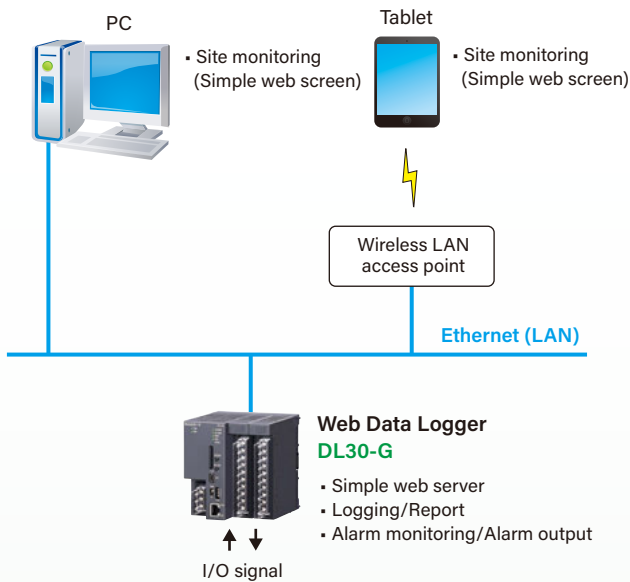 PC
▪ Site monitoring
(Simple web screen)
Tablet
▪ Site monitoring
(Simple web screen)
Wireless LAN
access point
Ethernet (LAN)
Web Data Logger
DL30-G
▪ Simple web server
▪ Logging/Report
▪ Alarm monitoring/Alarm output
I/O signal